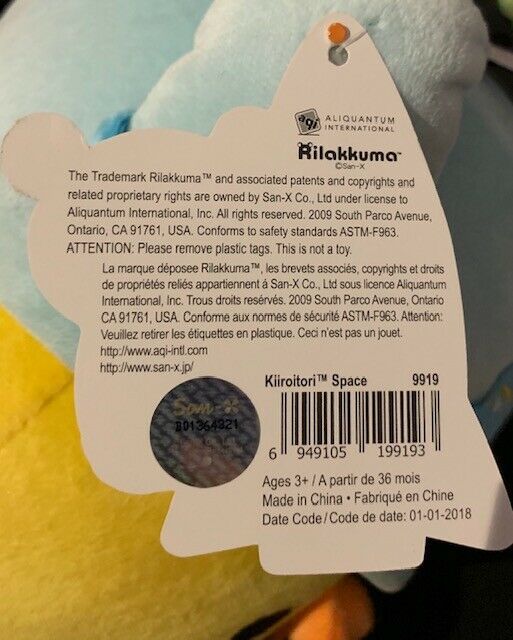 aqi ALIQUANTUM
INTERNATIONAL
Rilakkuma™
©San-X
The Trademark Rilakkuma™ and associated patents and copyrights and
related proprietary rights are owned by San-X Co., Ltd under license to
Aliquantum International, Inc. All rights reserved. 2009 South Parco Avenue,
Ontario, CA 91761, USA. Conforms to safety standards ASTM-F963.
ATTENTION: Please remove plastic tags. This is not a toy.
La marque déposee Rilakkuma™, les brevets associés, copyrights et droits
de propriétés reliés appartiennent à San-X Co., Ltd sous licence Aliquantum
International, Inc. Trous droits resérvés. 2009 South Parco Avenue, Ontario
CA 91761, USA. Conforme aux normes de sécurité ASTM-F963. Attention:
Veuillez retirer les étiquettes en plastique. Ceci n'est pas un jouet.
http://www.aqi-intl.com
http://www.san-x.jp/
Kiiroitori™ Space 9919
San-X
B01364321
6 949105 199193
Ages 3+ / A partir de 36 mois
Made in China • Fabriqué en Chine
Date Code/Code de date: 01-01-2018